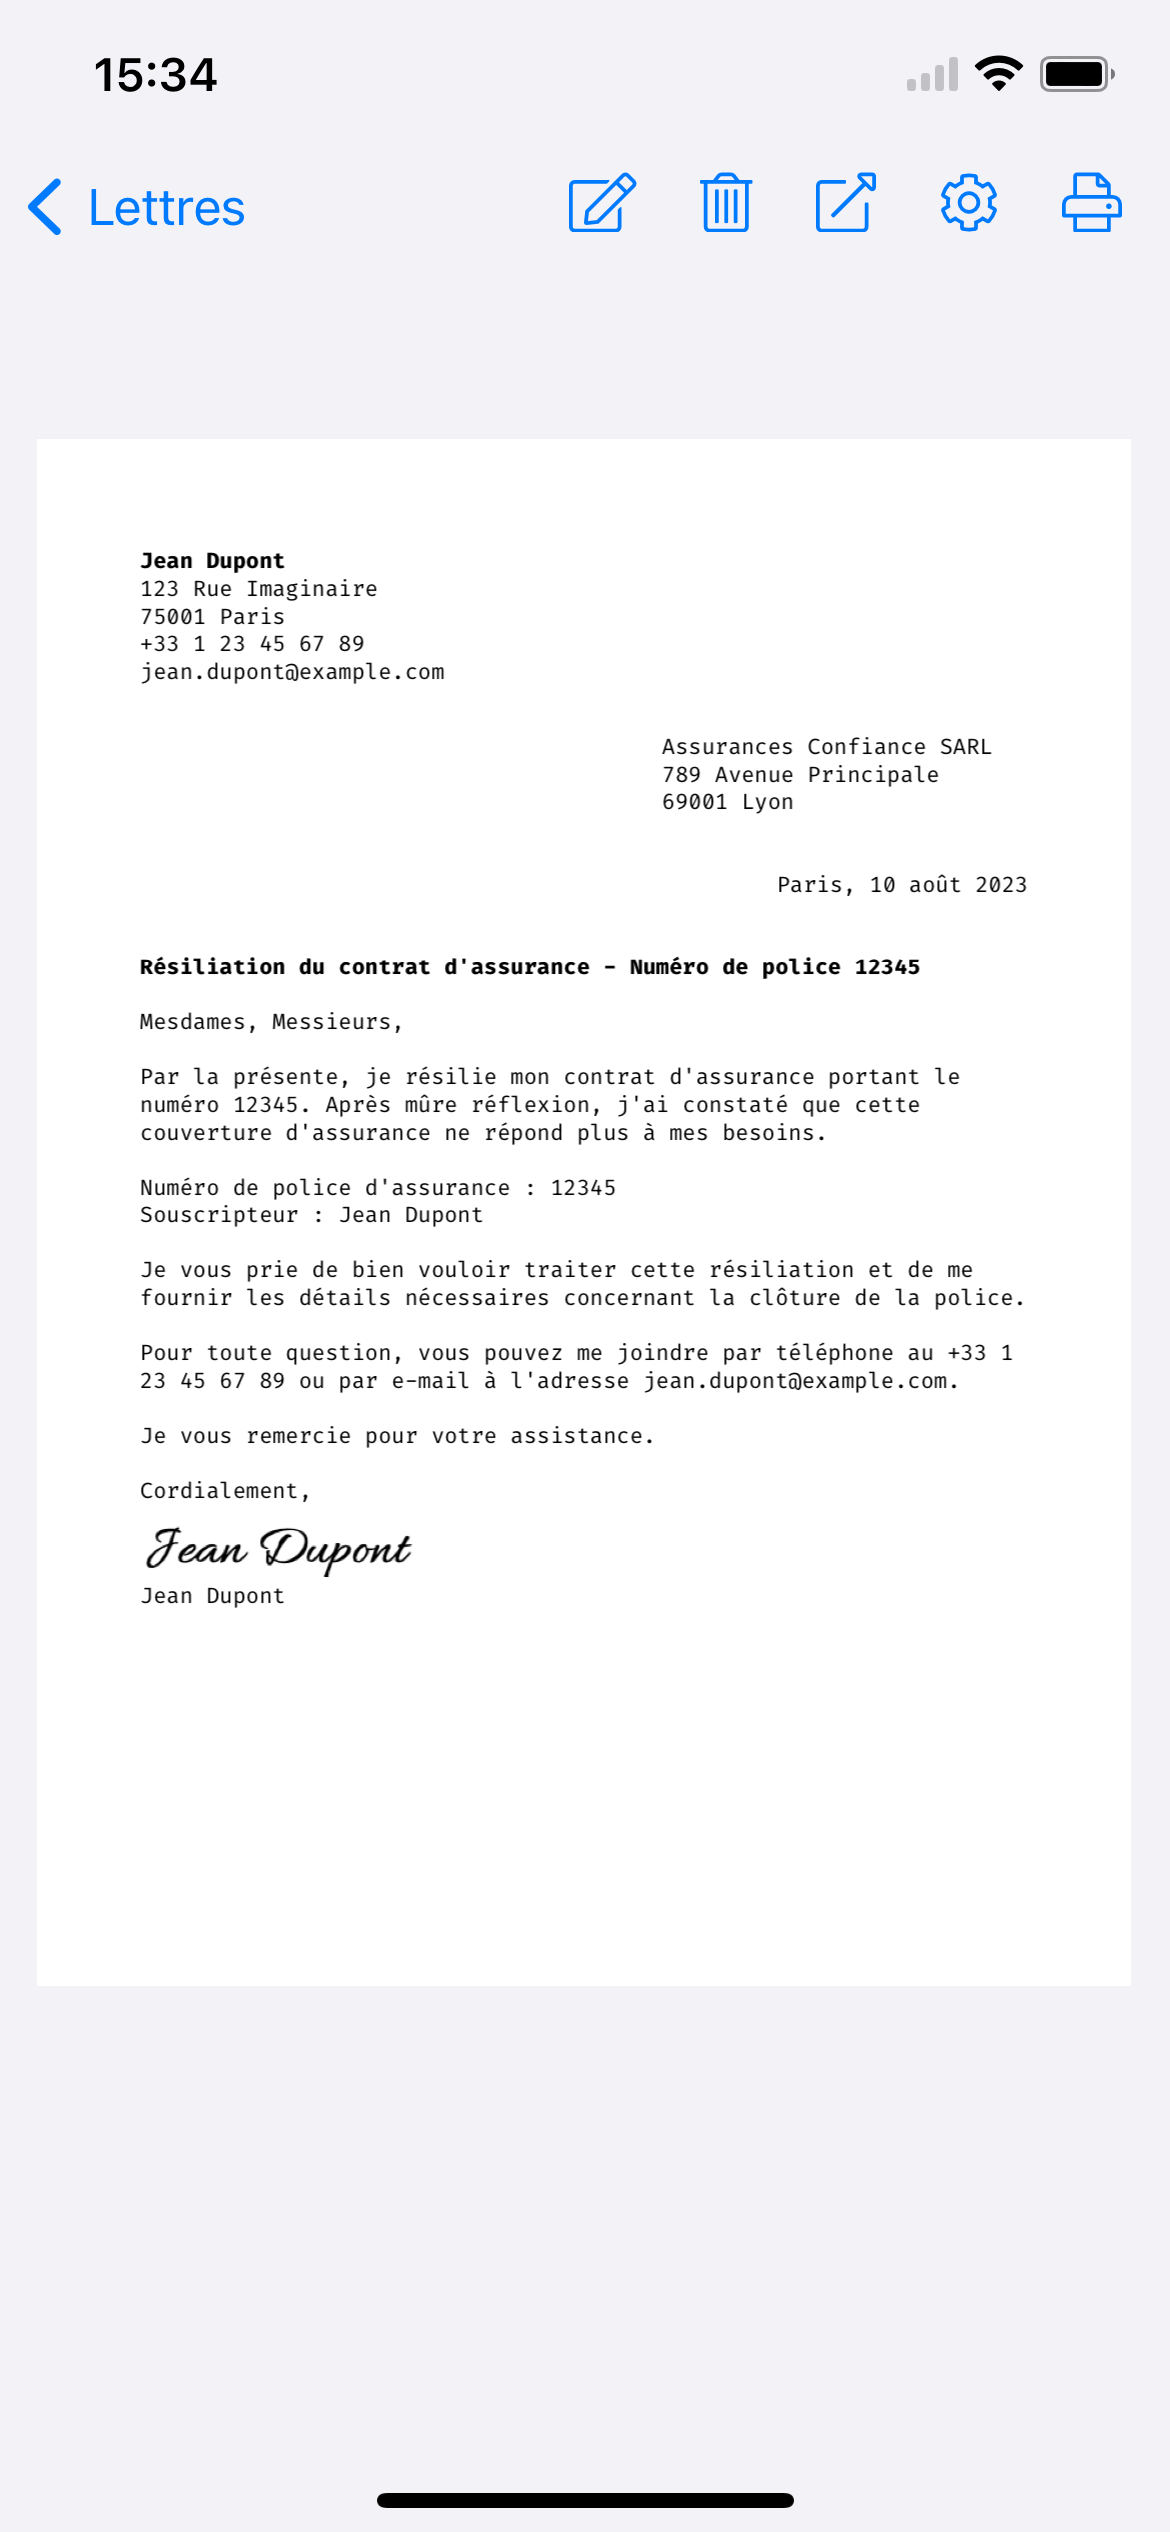 15:34
Lettres
Jean Dupont
123 Rue Imaginaire
75001 Paris
+33 1 23 45 67 89
jean.dupont@example.com
Assurances Confiance SARL
789 Avenue Principale
69001 Lyon
Paris, 10 août 2023
Résiliation du contrat d'assurance - Numéro de police 12345
Mesdames, Messieurs,
Par la présente, je résilie mon contrat d'assurance portant le
numéro 12345. Après mûre réflexion, j'ai constaté que cette
couverture d'assurance ne répond plus à mes besoins.
Numéro de police d'assurance : 12345
Souscripteur : Jean Dupont
Je vous prie de bien vouloir traiter cette résiliation et de me
fournir les détails nécessaires concernant la clôture de la police.
Pour toute question, vous pouvez me joindre par téléphone au +33 1
23 45 67 89 ou par e-mail à l'adresse jean.dupont@example.com.
Je vous remercie pour votre assistance.
Cordialement,
Jean Dupont
Jean Dupont